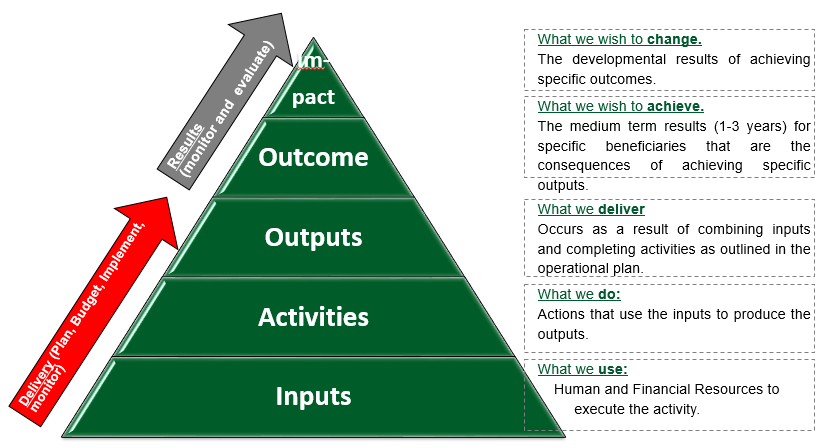 Results
(monitor and evaluate)
Delivery (Plan, Budget, Implement,
monitor)
Im-
pact
Outcome
Outputs
Activities
Inputs
What we wish to change.
The developmental results of achieving
specific outcomes.
What we wish to achieve.
The medium term results (1-3 years) for
specific beneficiaries that are the
consequences of achieving specific
outputs.
What we deliver
Occurs as a result of combining inputs
and completing activities as outlined in the
operational plan.
What we do:
Actions that use the inputs to produce the
outputs.
What we use:
Human and Financial Resources to
execute the activity.